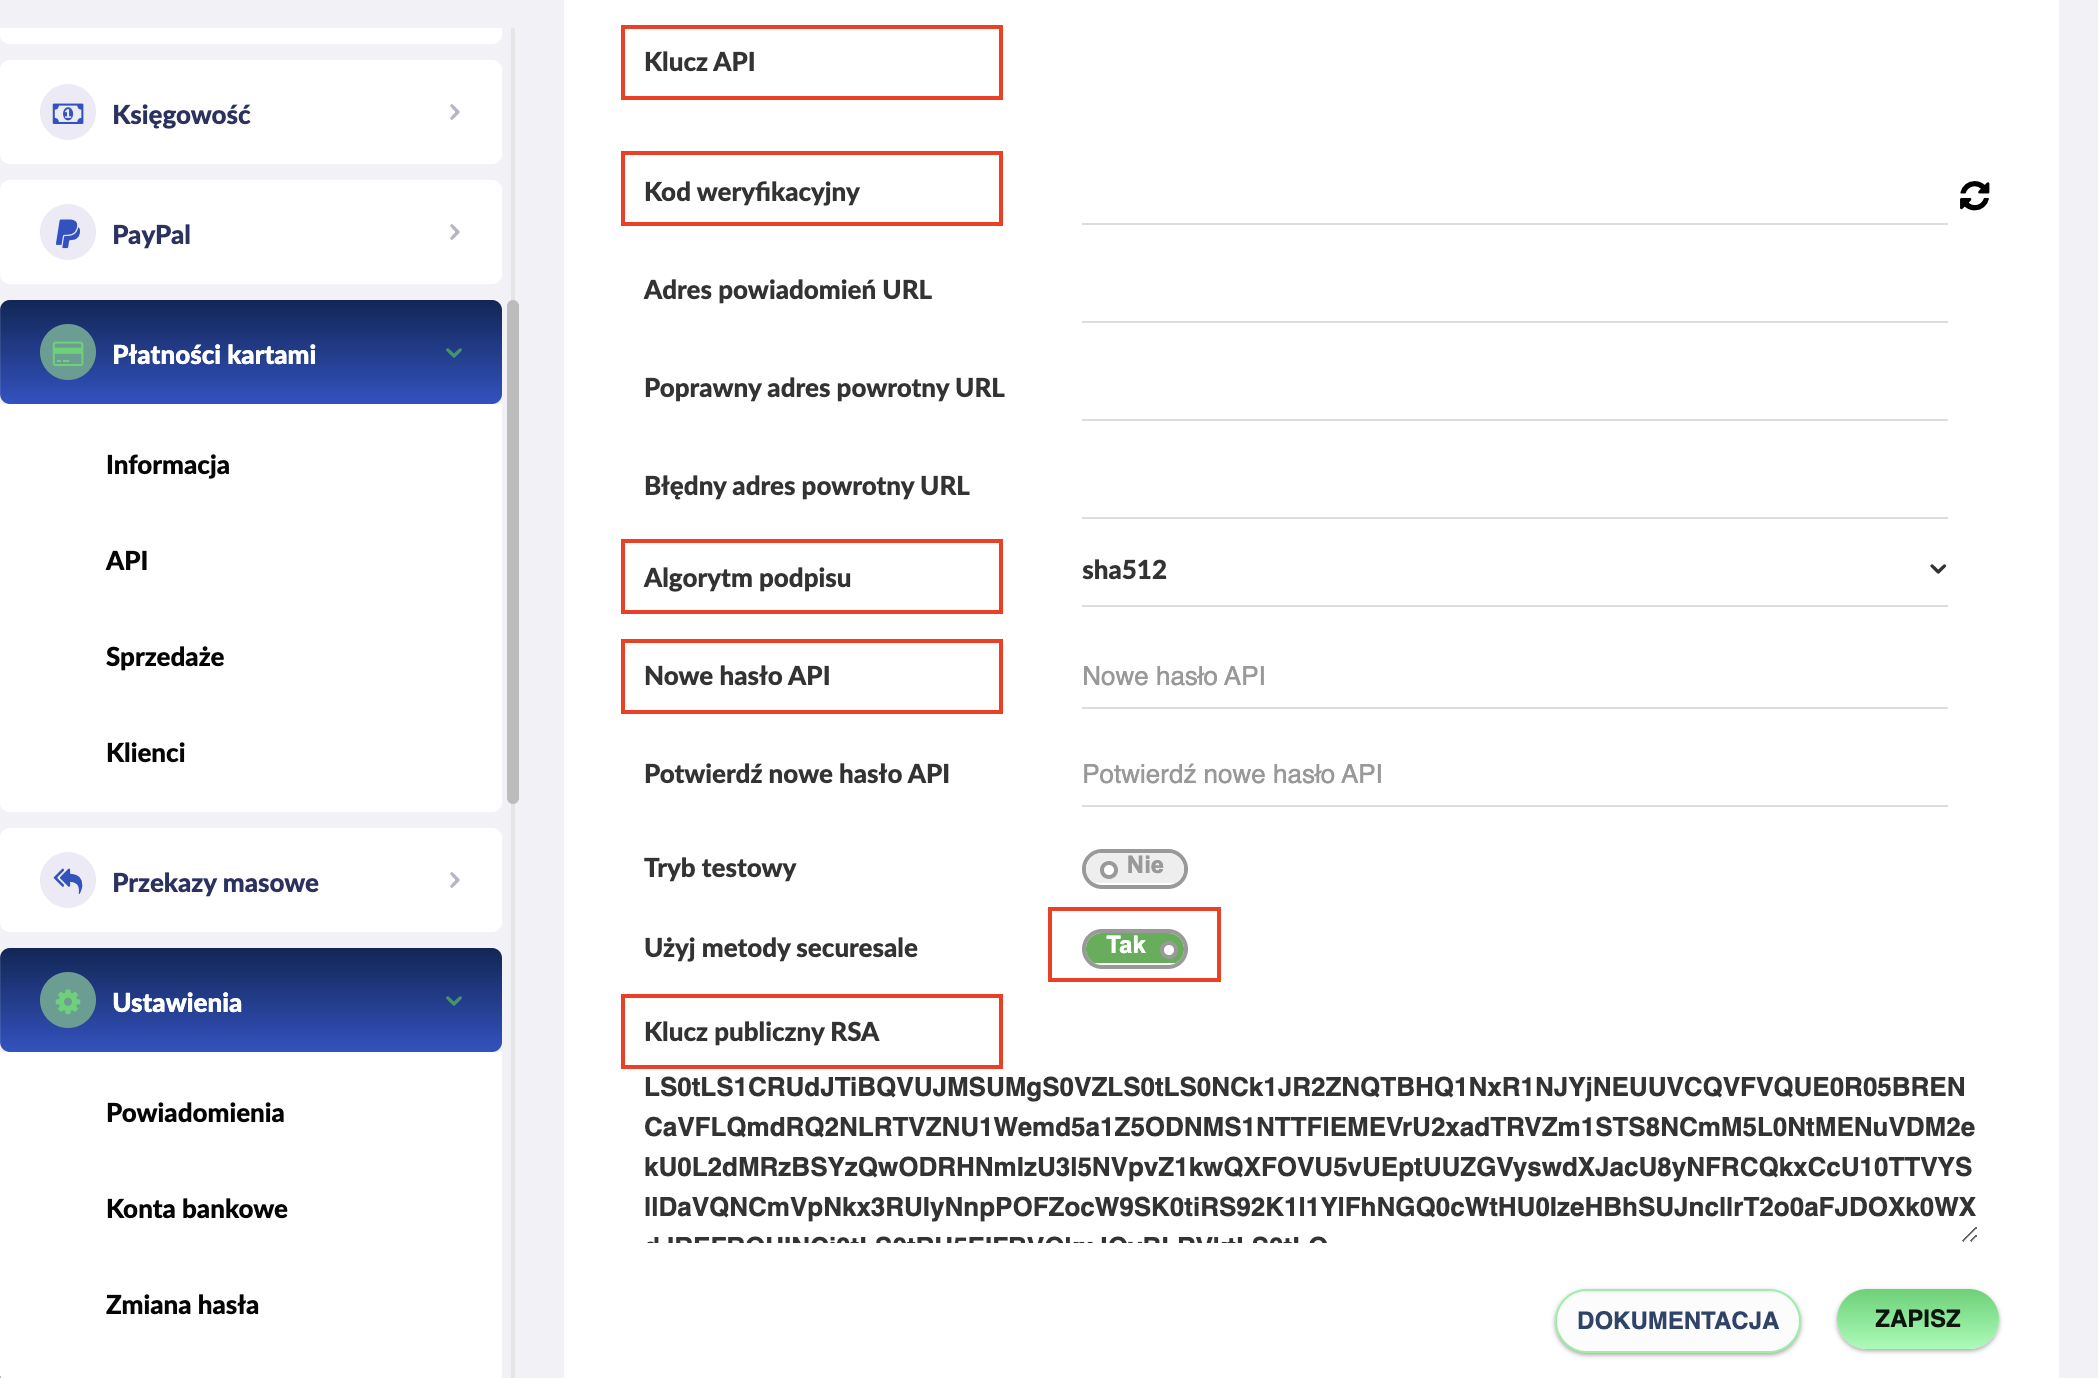 Księgowość
PayPal
Płatności kartami
Informacja
API
Sprzedaże
Klienci
Przekazy masowe
Ustawienia
Powiadomienia
Konta bankowe
Zmiana hasła
Klucz API
Kod weryfikacyjny
Adres powiadomień URL
Poprawny adres powrotny URL
Błędny adres powrotny URL
Algorytm podpisu
sha512
Nowe hasło API
Nowe hasło API
Potwierdź nowe hasło API
Potwierdź nowe hasło API
Tryb testowy
Nie
Użyj metody securesale
Tak
Klucz publiczny RSA
DOKUMENTACJA
ZAPISZ